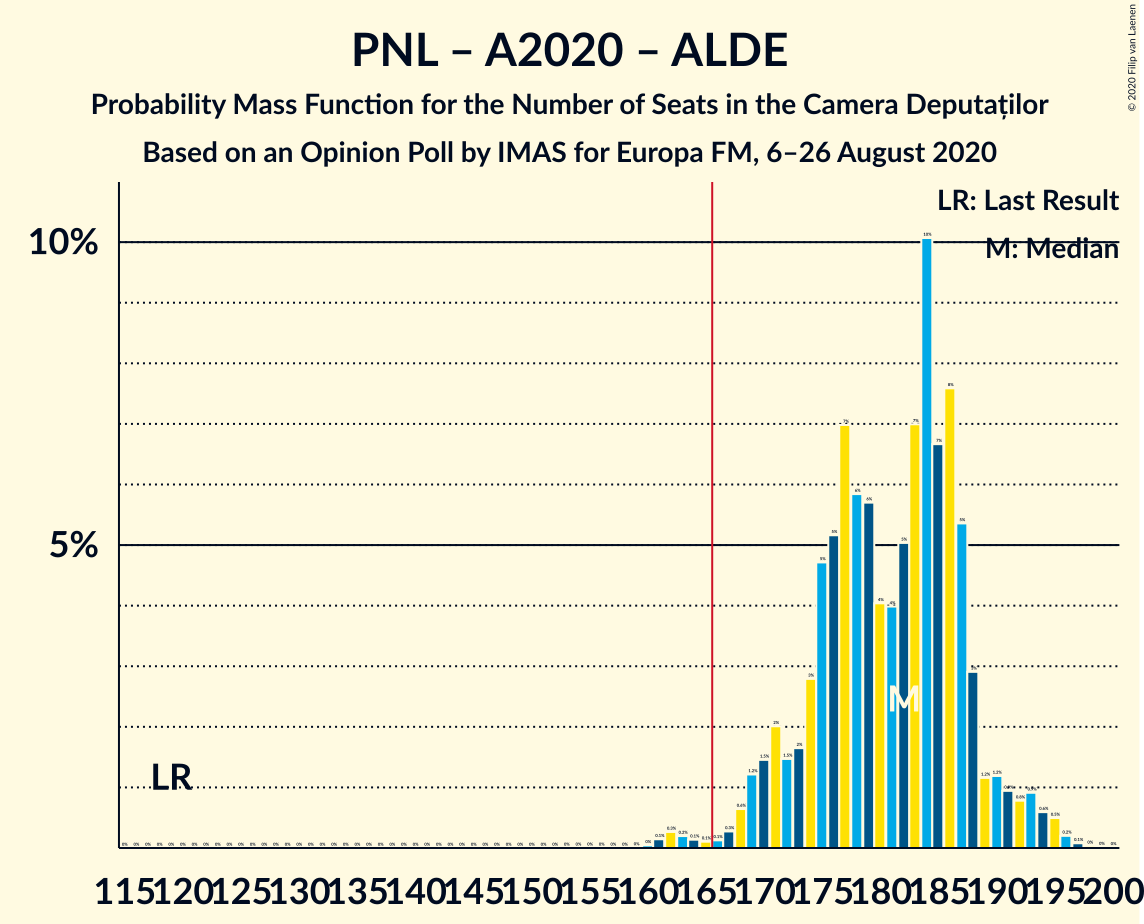 PNL – A2020 – ALDE
Probability Mass Function for the Number of Seats in the Camera Deputaților
Based on an Opinion Poll by IMAS for Europa FM, 6–26 August 2020
© 2020 Filip van Laenen
LR: Last Result
M: Median
10%
5%
LR
M
115 120 125 130 135 140 145 150 155 160 165 170 175 180 185 190 195 200